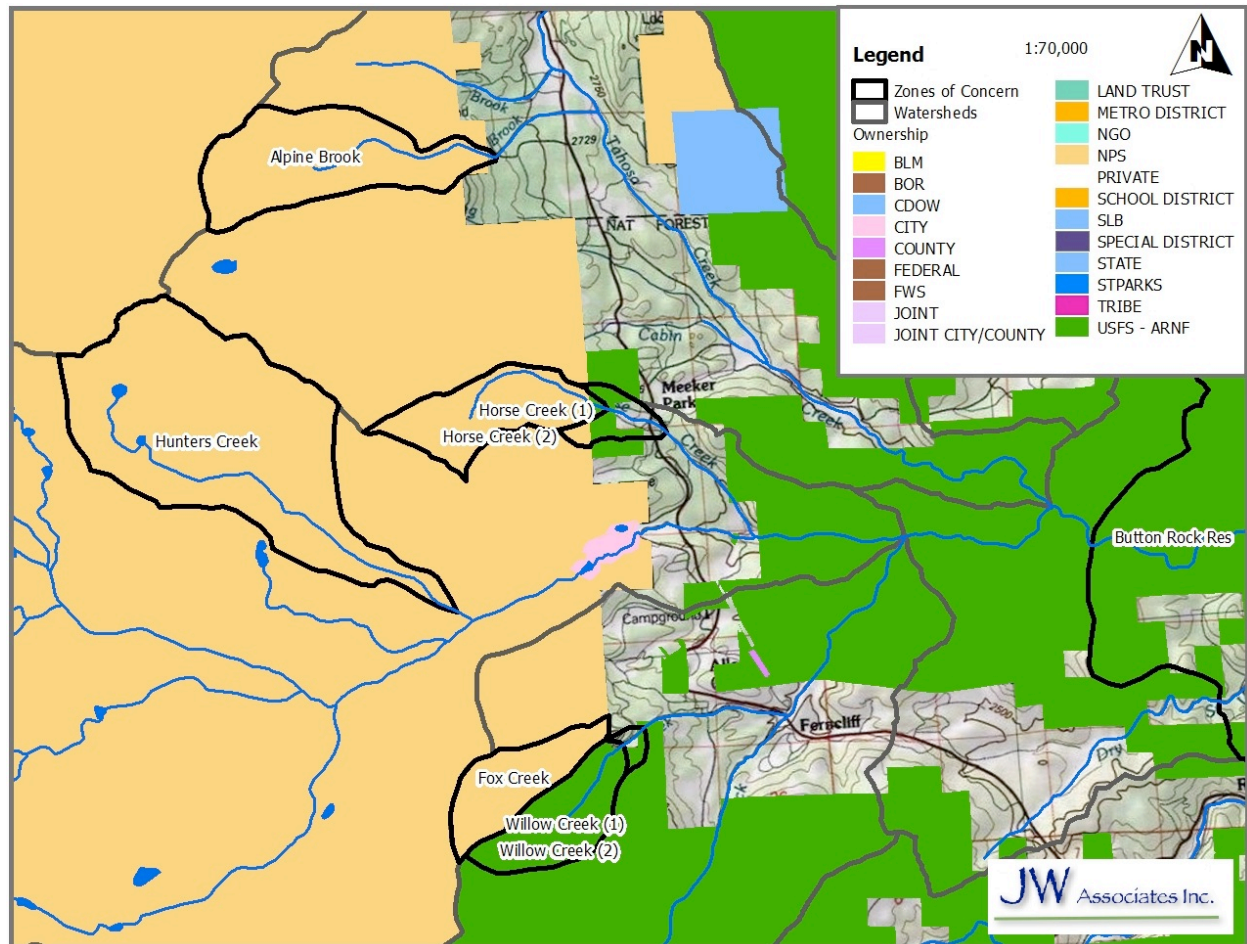 Legend
1:70,000
N
Zones of Concern
Watersheds
Ownership
BLM
BOR
CDOW
CITY
COUNTY
FEDERAL
FWS
JOINT
JOINT CITY/COUNTY
LAND TRUST
METRO DISTRICT
NGO
NPS
PRIVATE
SCHOOL DISTRICT
SLB
SPECIAL DISTRICT
STATE
STPARKS
TRIBE
USFS - ARNF
2760
Brook
Brook
2729
Tahosa
Alpine Brook
NAT FOREST
Creek
Cabin
Meeker
Park
Creek
Horse Creek (1)
Horse Creek (2)
Creek
Hunters Creek
Button Rock Res
Campground
Ferncliff
2500
Dry
Fox Creek
Willow Creek (1)
Willow Creek (2)
JW Associates Inc.